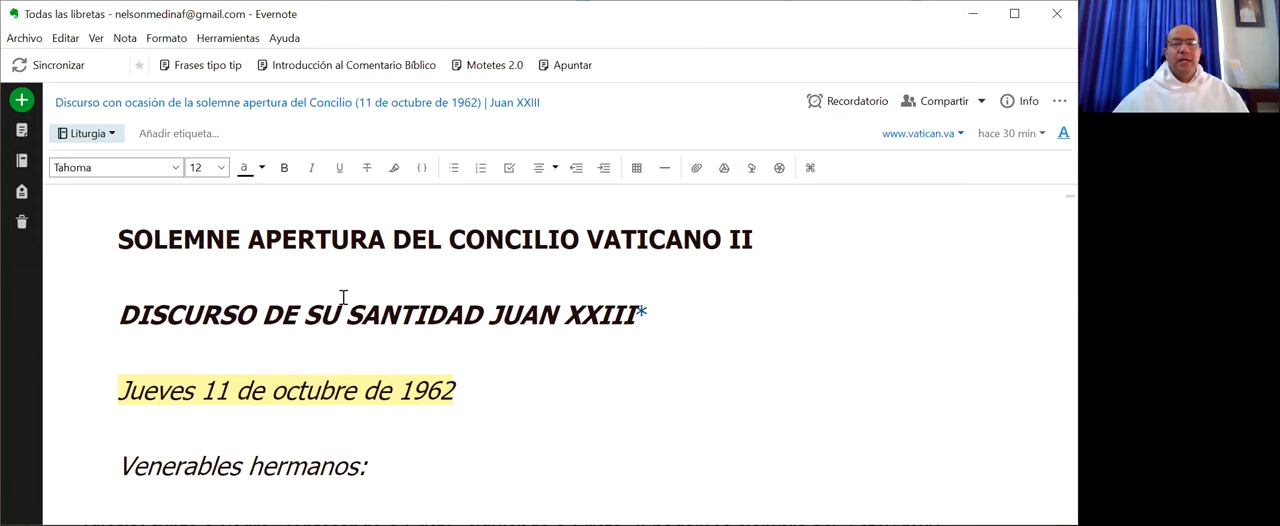 Todas las libretas - nelsonmedinaf@gmail.com - Evernote
Archivo Editar Ver Nota Formato Herramientas Ayuda
Sincronizar Frases tipo tip Introducción al Comentario Bíblico Motetes 2.0 Apuntar
Discurso con ocasión de la solemne apertura del Concilio (11 de octubre de 1962) | Juan XXIII Recordatorio Compartir Info
Liturgia Añadir etiqueta... www.vatican.va hace 30 min
Tahoma 12 a B I U T
SOLEMNE APERTURA DEL CONCILIO VATICANO II
DISCURSO DE SU SANTIDAD JUAN XXIII*
Jueves 11 de octubre de 1962
Venerables hermanos: